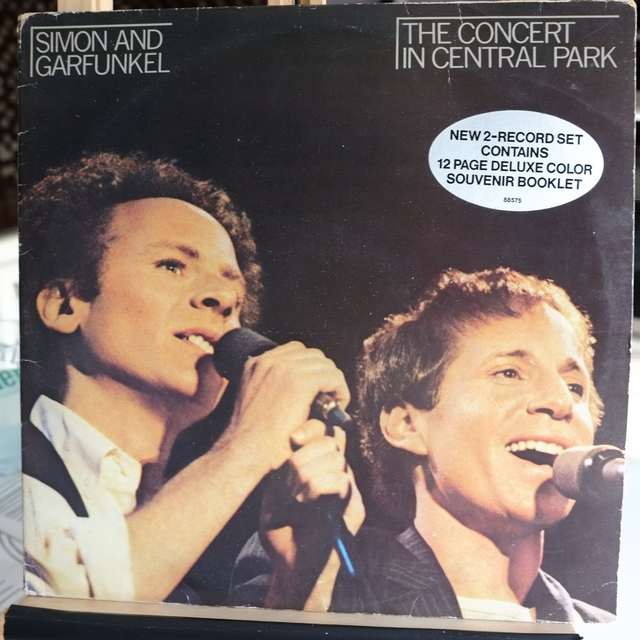 SIMON AND
GARFUNKEL
THE CONCERT
IN CENTRAL PARK
NEW 2-RECORD SET
CONTAINS
12 PAGE DELUXE COLOR
SOUVENIR BOOKLET
88575